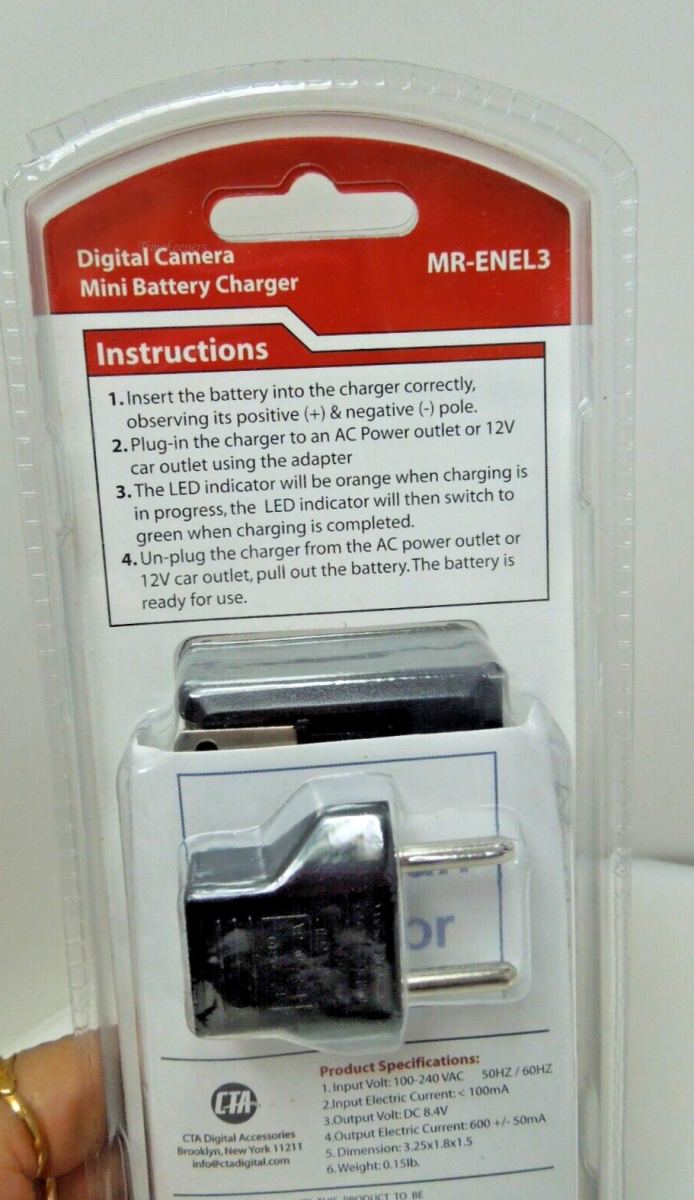 Timekeepers
Digital Camera
Mini Battery Charger
MR-ENEL3
Instructions
1. Insert the battery into the charger correctly,
observing its positive (+) & negative (-) pole.
2. Plug-in the charger to an AC Power outlet or 12V
car outlet using the adapter
3. The LED indicator will be orange when charging is
in progress, the LED indicator will then switch to
green when charging is completed.
4. Un-plug the charger from the AC power outlet or
12V car outlet, pull out the battery. The battery is
ready for use.
or
CTA
CTA Digital Accessories
Brooklyn, New York 11211
info@ctadigital.com
Product Specifications:
1. Input Volt: 100-240 VAC 50HZ / 60HZ
2. Input Electric Current: < 100mA
3. Output Volt: DC 8.4V
4. Output Electric Current: 600 +/- 50mA
5. Dimension: 3.25x1.8x1.5
6. Weight: 0.15lb.
THIS PRODUCT TO BE